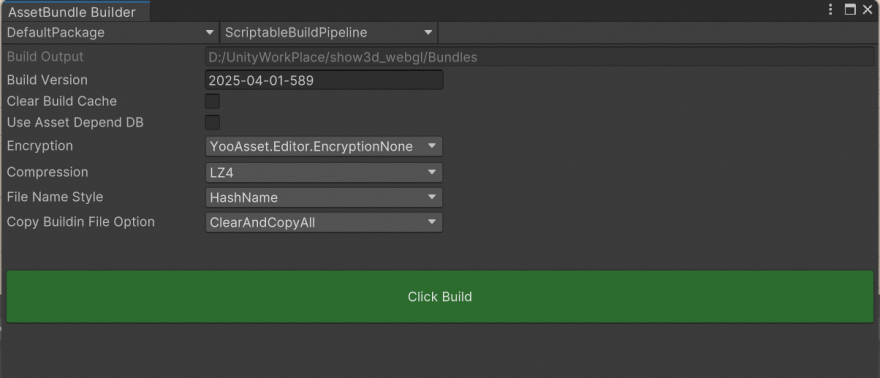 AssetBundle Builder
DefaultPackage ScriptableBuildPipeline
Build Output D:/UnityWorkPlace/show3d_webgl/Bundles
Build Version 2025-04-01-589
Clear Build Cache
Use Asset Depend DB
Encryption YooAsset.Editor.EncryptionNone
Compression LZ4
File Name Style HashName
Copy Buildin File Option ClearAndCopyAll
Click Build